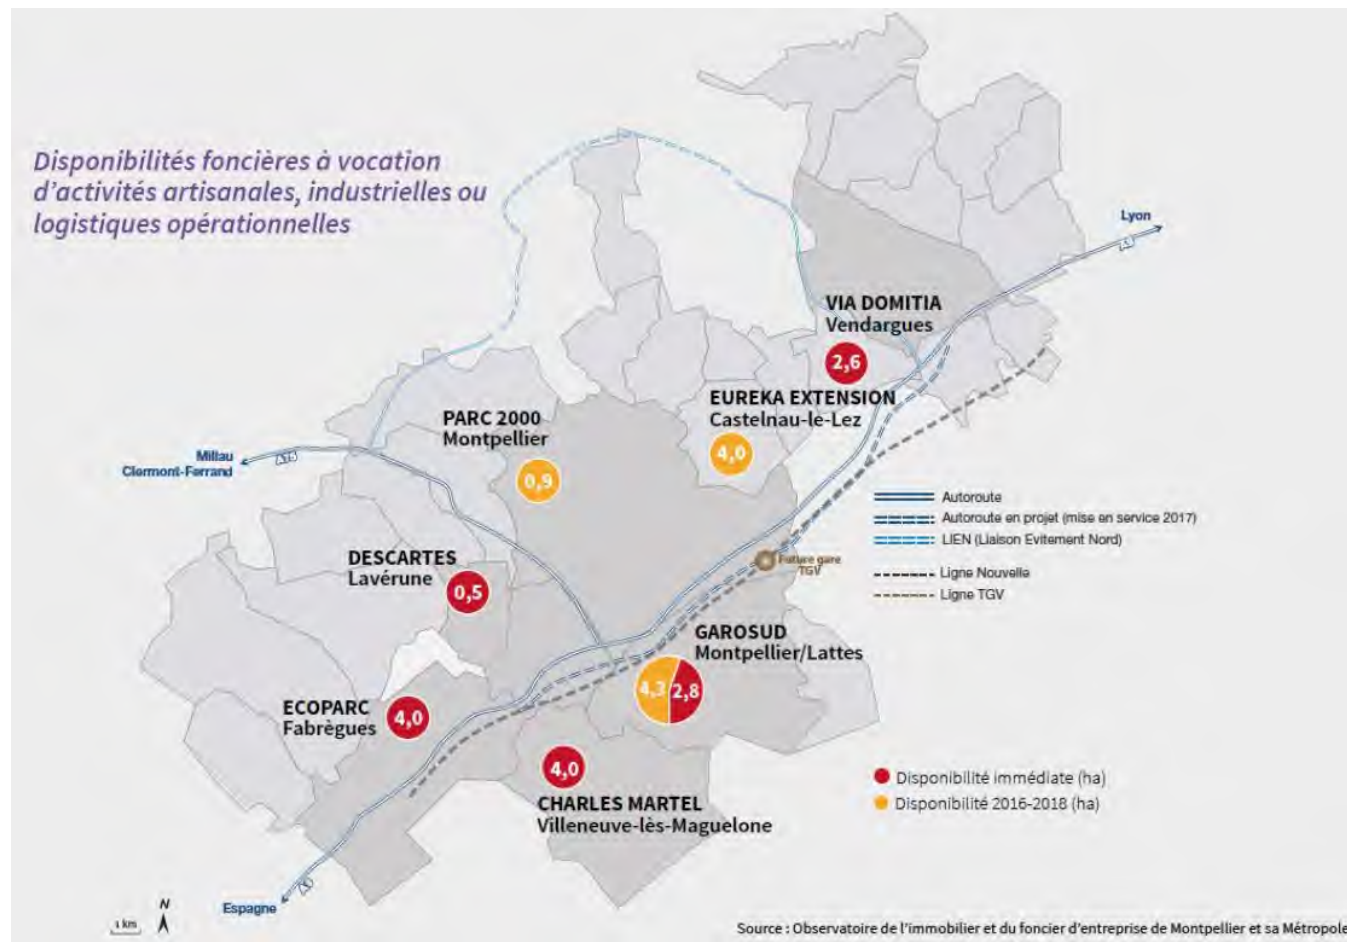 Disponibilités foncières à vocation
d'activités artisanales, industrielles ou
logistiques opérationnelles
Lyon
VIA DOMITIA
Vendargues
2,6
EUREKA EXTENSION
Castelnau-le-Lez
4,0
PARC 2000
Montpellier
0,9
Millau
Clermont-Ferrand
Autoroute
Autoroute en projet (mise en service 2017)
LIEN (Liaison Evitement Nord)
Ligne Nouvelle
Ligne TGV
Future gare
TGV
DESCARTES
Lavérune
0,5
GAROSUD
Montpellier/Lattes
4,3 2,8
ECOPARC
Fabrègues
4,0
4,0
CHARLES MARTEL
Villeneuve-lès-Maguelone
Disponibilité immédiate (ha)
Disponibilité 2016-2018 (ha)
Espagne
N
1 km
Source : Observatoire de l'immobilier et du foncier d'entreprise de Montpellier et sa Métropole